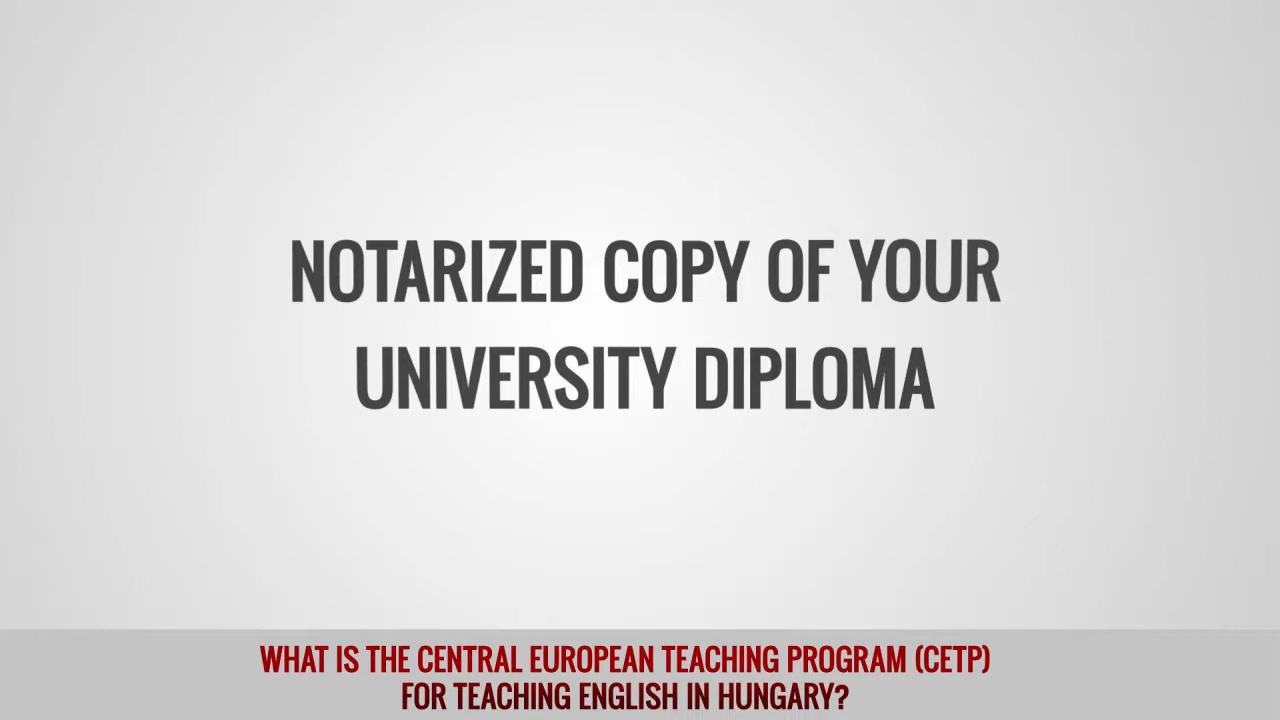 NOTARIZED COPY OF YOUR
UNIVERSITY DIPLOMA
WHAT IS THE CENTRAL EUROPEAN TEACHING PROGRAM (CETP)
FOR TEACHING ENGLISH IN HUNGARY?